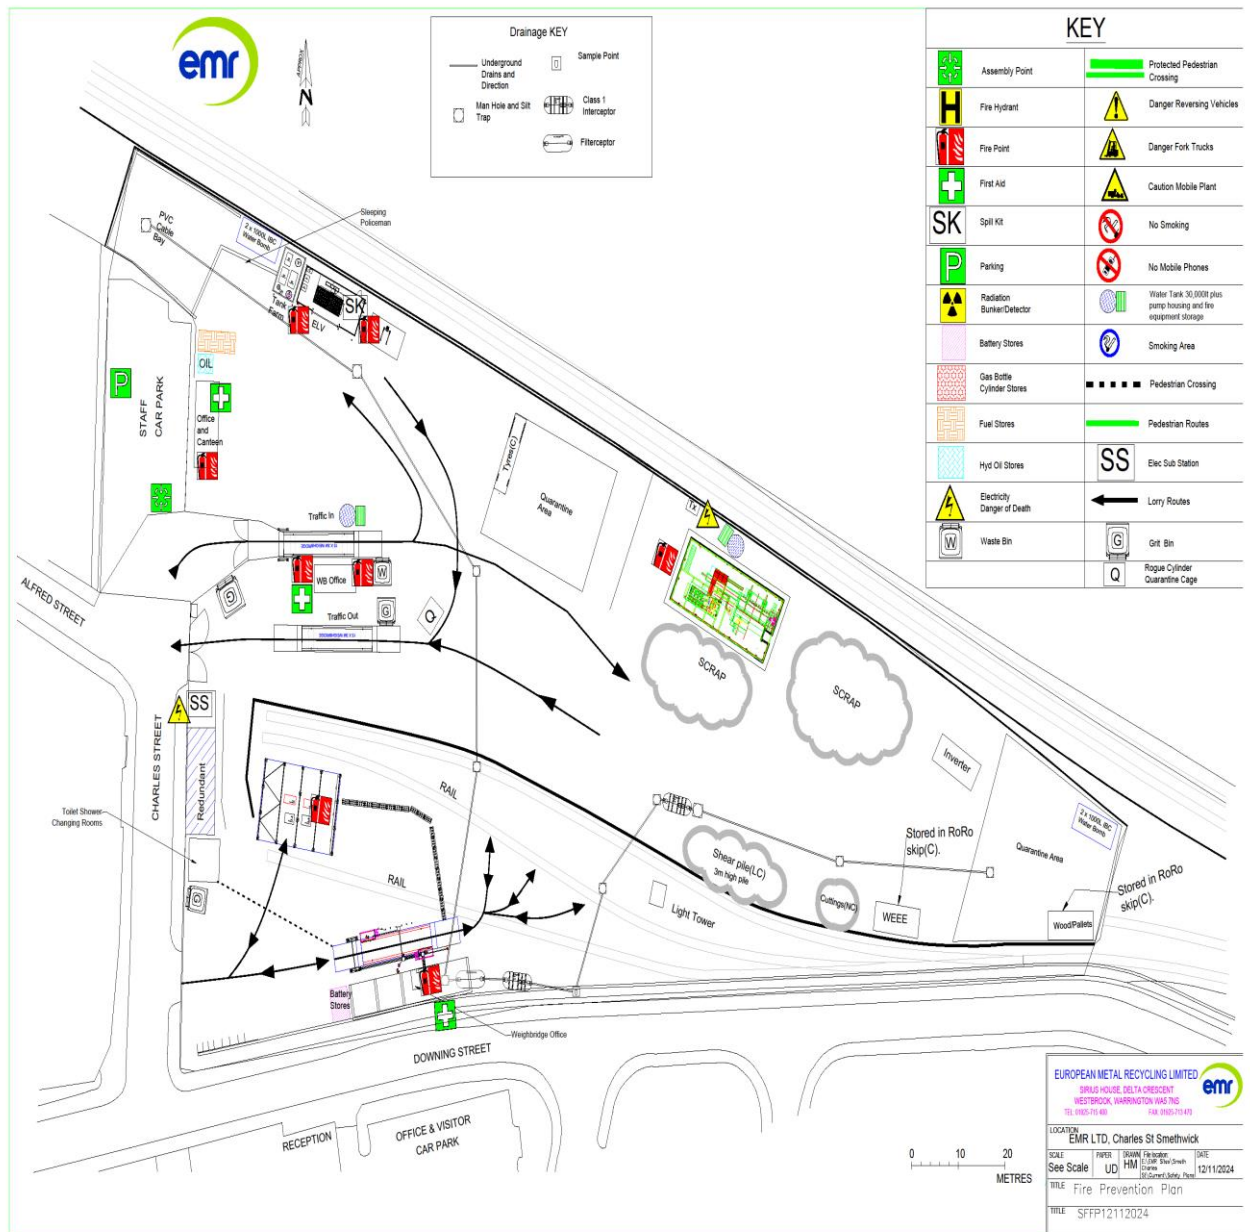 emr
APPROX
N
Drainage KEY
Underground
Drains and
Direction
Sample Point
Man Hole and Silt
Trap
Class 1
Interceptor
Filterceptor
KEY
Assembly Point
Protected Pedestrian
Crossing
H
Fire Hydrant
Danger Reversing Vehicles
Fire Point
Danger Fork Trucks
First Aid
Caution Mobile Plant
SK
Spill Kit
No Smoking
P
Parking
No Mobile Phones
Radiation
Bunker/Detector
Water Tank 30,000lt plus
pump housing and fire
equipment storage
Battery Stores
Smoking Area
Gas Bottle
Cylinder Stores
Pedestrian Crossing
Fuel Stores
Pedestrian Routes
Hyd Oil Stores
SS
Elec Sub Station
Electricity
Danger of Death
Lorry Routes
W
Waste Bin
G
Grit Bin
Q
Rogue Cylinder
Quarantine Cage
PVC
Cable
Bay
2 x 1000L IBC
Water Bomb
Sleeping
Policeman
Tank
Farm
ELV
SK
OIL
P
STAFF
CAR PARK
Office
and
Canteen
Tyres(C)
Quarantine
Area
Tx
Traffic In
WB Office
W
G
Traffic Out
G
Q
ALFRED STREET
CHARLES STREET
SS
Redundant
Toilet Shower
Changing Rooms
SCRAP
SCRAP
Inverter
RAIL
RAIL
Shear pile(LC)
3m high pile
Cuttings(NC)
Light Tower
Stored in RoRo
skip(C).
WEEE
Quarantine Area
2 x 1000L IBC
Water Bomb
Stored in RoRo
skip(C).
Wood/Pallets
Battery
Stores
Weighbridge Office
DOWNING STREET
RECEPTION
OFFICE & VISITOR
CAR PARK
0 10 20
METRES
EUROPEAN METAL RECYCLING LIMITED
emr
SIRIUS HOUSE, DELTA CRESCENT
WESTBROOK, WARRINGTON WA5 7NS
LOCATION
EMR LTD, Charles St Smethwick
SCALE
See Scale
PAPER
UD
DRAWN
HM
File location:
DATE
12/11/2024
TITLE Fire Prevention Plan
TITLE SFFP12112024